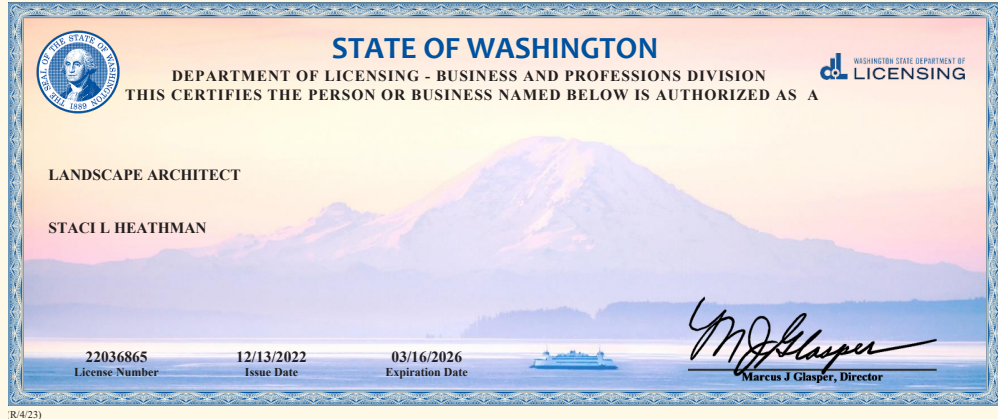 STATE OF WASHINGTON
DEPARTMENT OF LICENSING - BUSINESS AND PROFESSIONS DIVISION
THIS CERTIFIES THE PERSON OR BUSINESS NAMED BELOW IS AUTHORIZED AS A
THE SEAL OF THE STATE OF WASHINGTON
1889
dol WASHINGTON STATE DEPARTMENT OF
LICENSING
LANDSCAPE ARCHITECT
STACI L HEATHMAN
22036865
License Number
12/13/2022
Issue Date
03/16/2026
Expiration Date
MJGlasper
Marcus J Glasper, Director
(R/4/23)